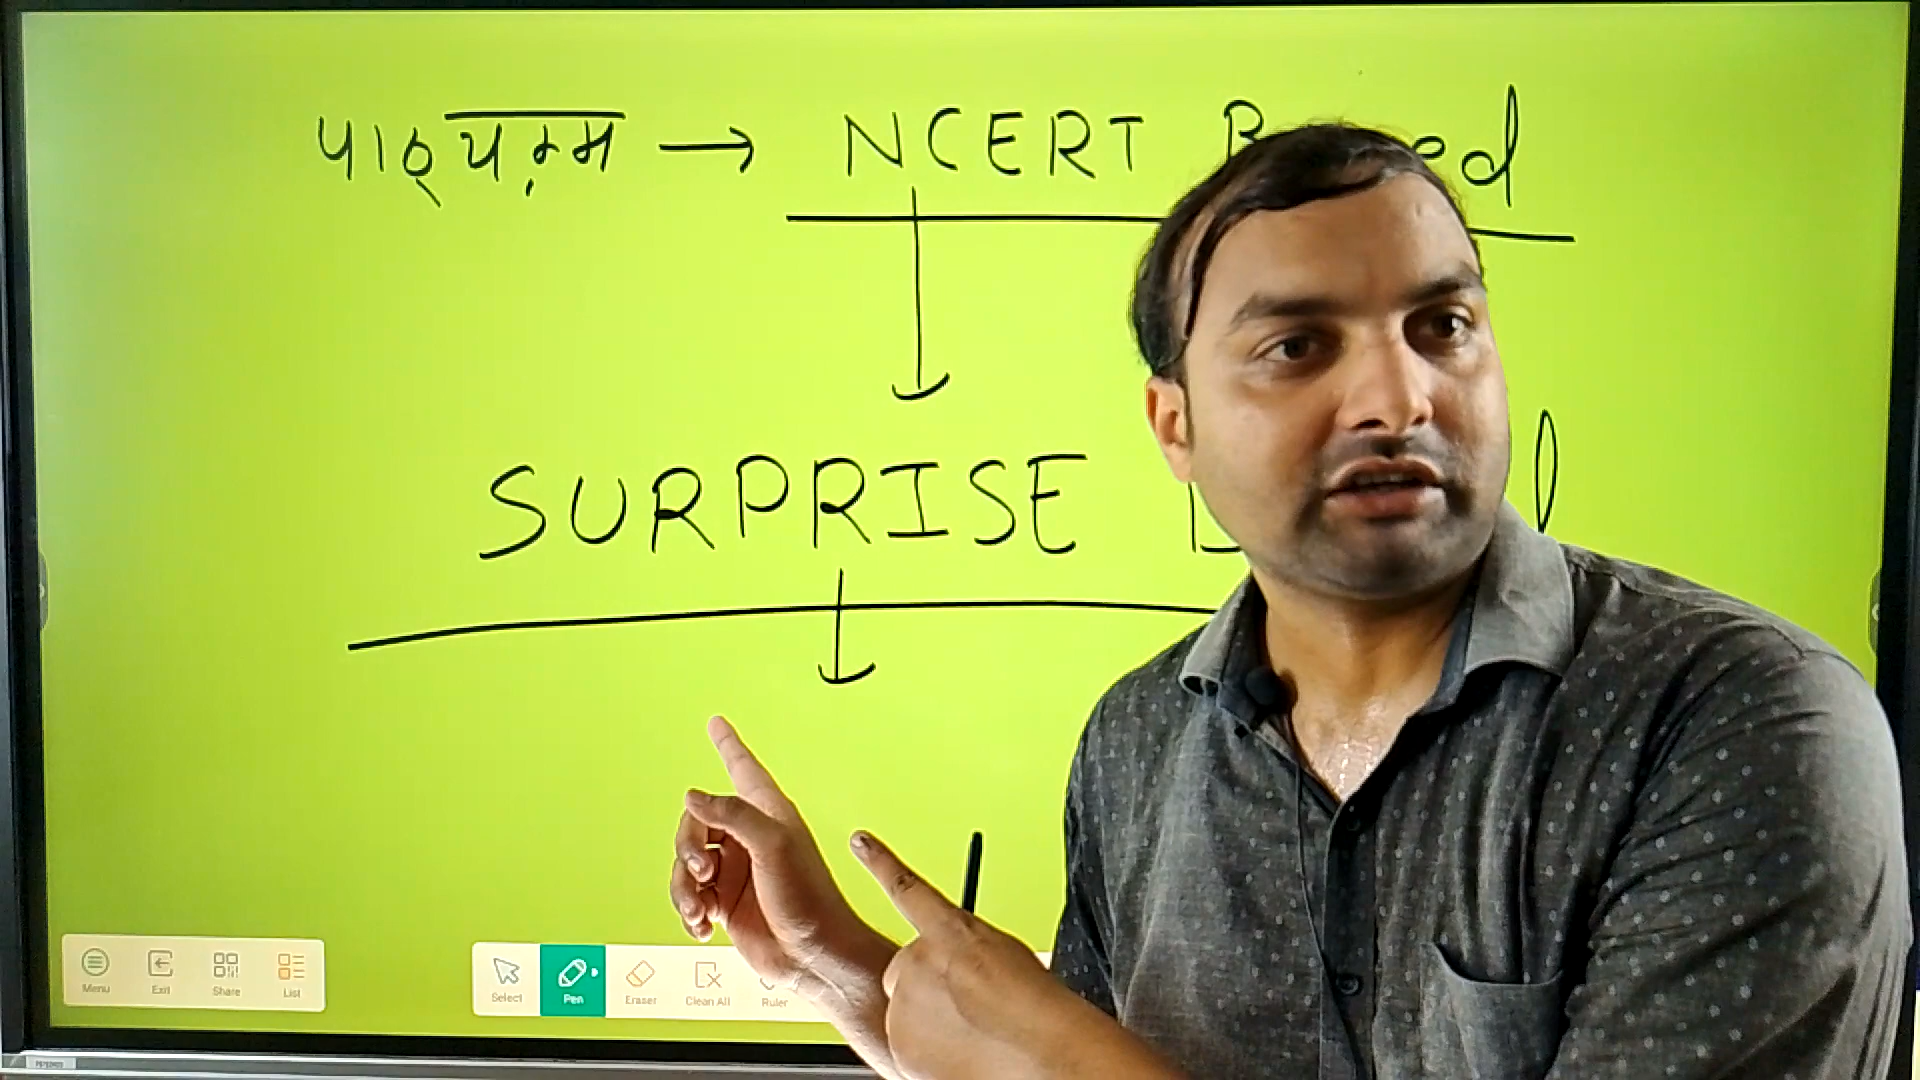 पाठ्यक्रम → NCERT
SURPRISE
Menu Exit Share List
Select Pen Eraser Clean All Ruler